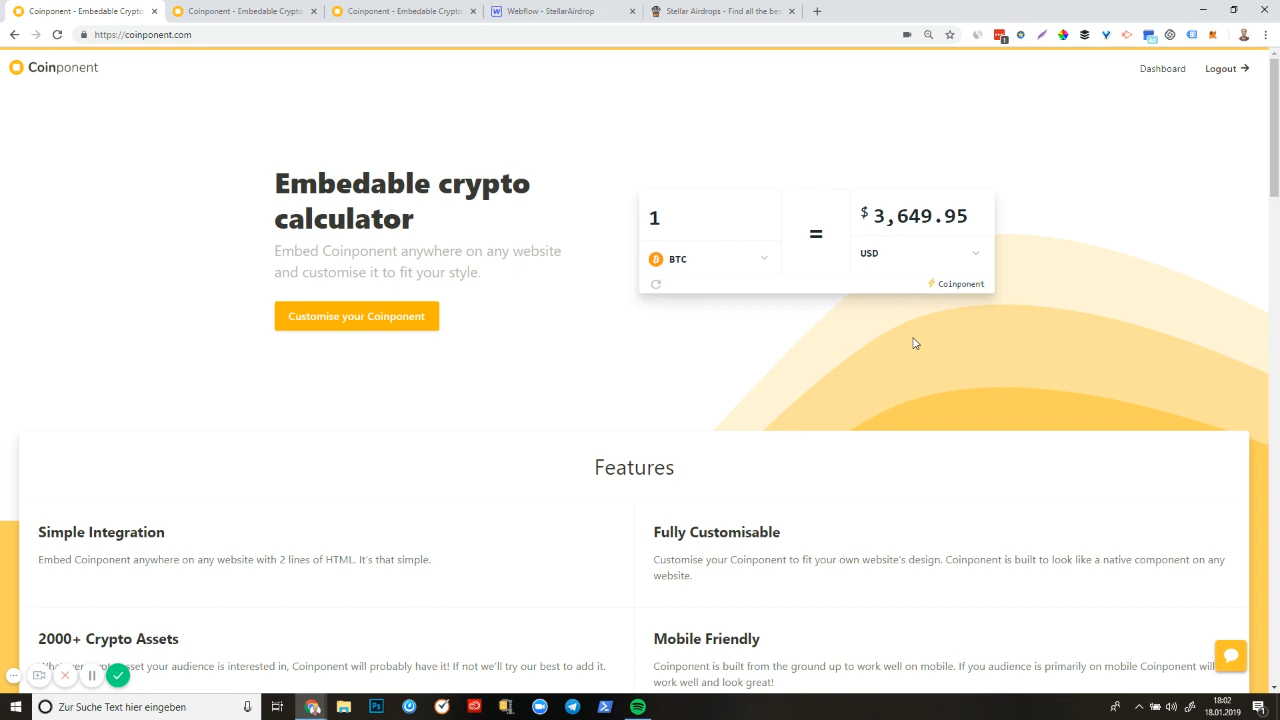 Coinponent - Embedable Crypto
Coinponent - Embedable Crypto
Coinponent - Embedable Crypto
Webflow - StellarAirdrop
Stellar Airdrops - Find all the bes
https://coinponent.com
Coinponent
Dashboard
Logout →
Embedable crypto
calculator
Embed Coinponent anywhere on any website
and customise it to fit your style.
Customise your Coinponent
1
=
$ 3,649.95
BTC
USD
Coinponent
Features
Simple Integration
Embed Coinponent anywhere on any website with 2 lines of HTML. It's that simple.
Fully Customisable
Customise your Coinponent to fit your own website's design. Coinponent is built to look like a native component on any
website.
2000+ Crypto Assets
Whatever crypto asset your audience is interested in, Coinponent will probably have it! If not we'll try our best to add it.
Mobile Friendly
Coinponent is built from the ground up to work well on mobile. If you audience is primarily on mobile Coinponent will
work well and look great!
Zur Suche Text hier eingeben
18:02
18.01.2019